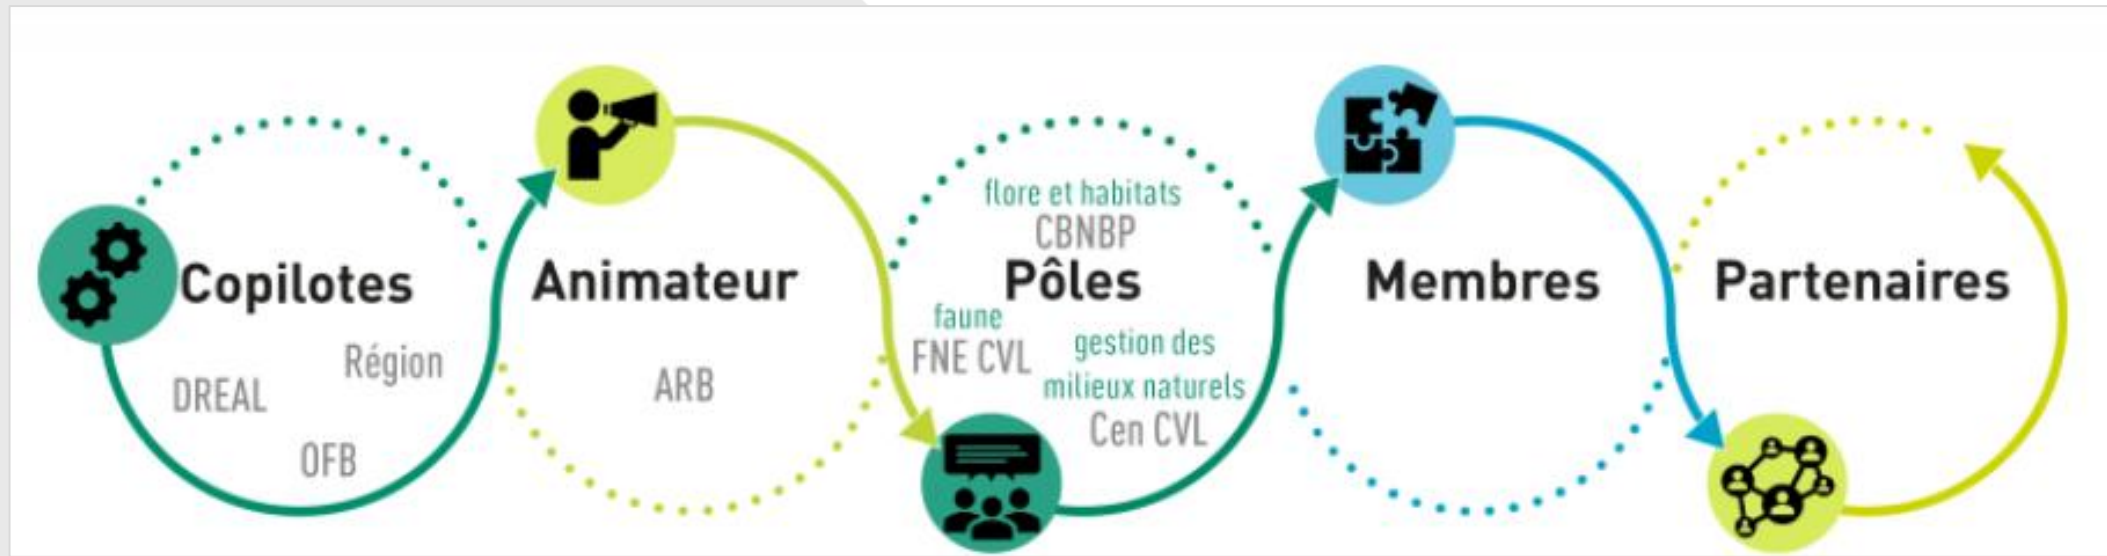 Copilotes
DREAL
Région
OFB
Animateur
ARB
flore et habitats
CBNBP
Pôles
faune
FNE CVL
gestion des
milieux naturels
Cen CVL
Membres
Partenaires